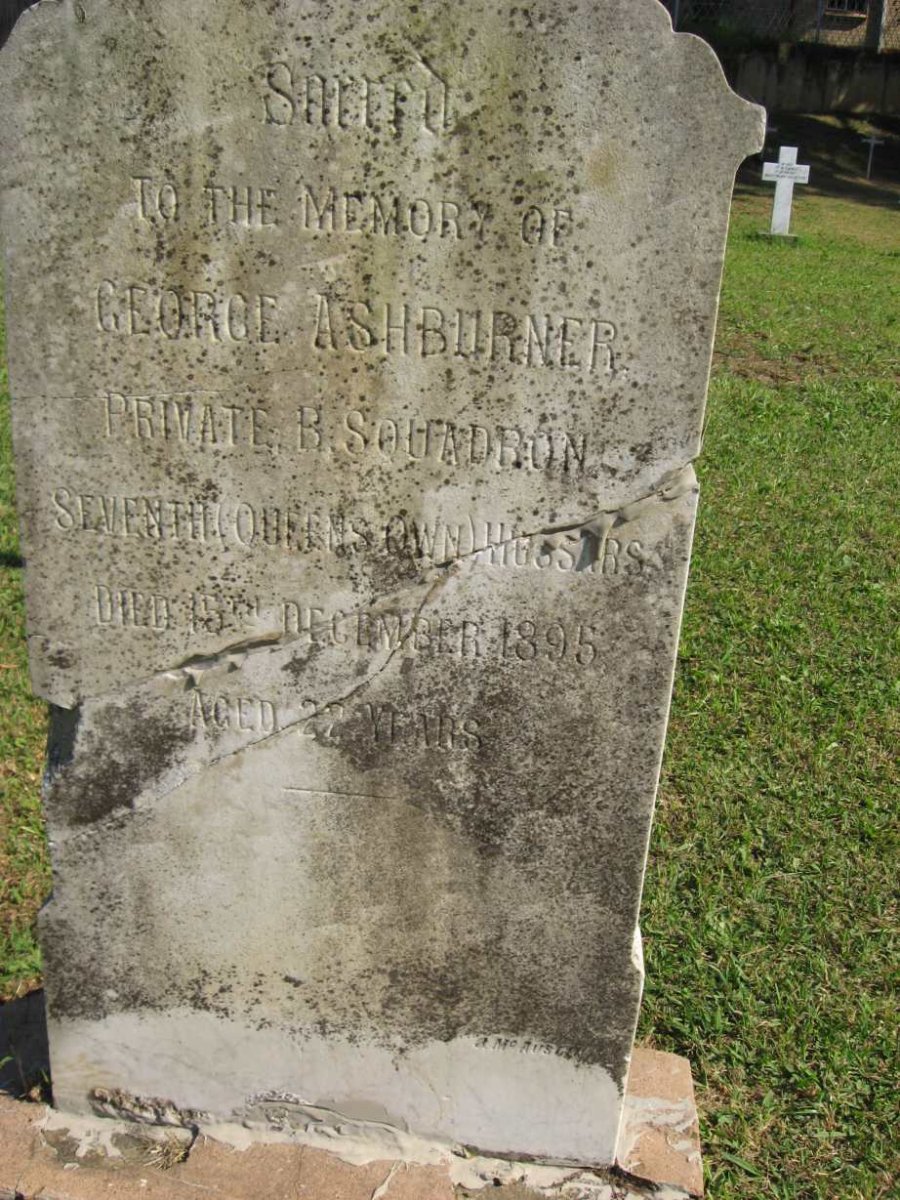 Sacred
TO THE MEMORY OF
GEORGE ASHBURNER,
PRIVATE, B. SQUADRON
SEVENTH (QUEENS OWN) HUSSARS
DIED 15TH DECEMBER 1895
AGED 22 YEARS